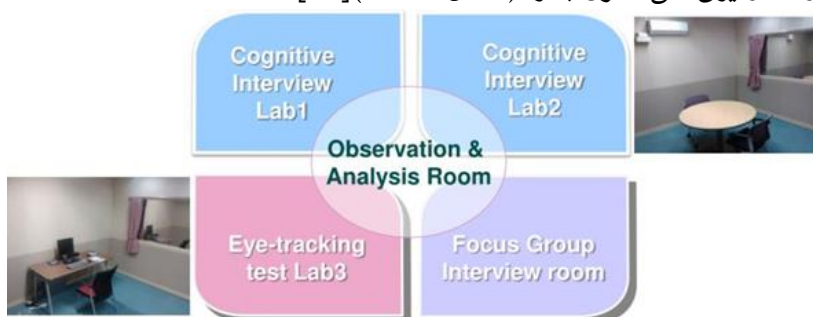 Cognitive
Interview
Lab1
Cognitive
Interview
Lab2
Observation &
Analysis Room
Eye-tracking
test Lab3
Focus Group
Interview room